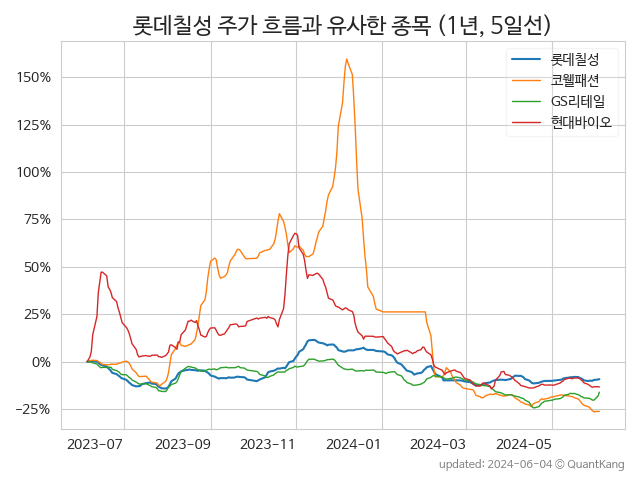 롯데칠성 주가 흐름과 유사한 종목 (1년, 5일선)
롯데칠성
코웰패션
GS리테일
현대바이오
150%
125%
100%
75%
50%
25%
0%
−25%
2023-07 2023-09 2023-11 2024-01 2024-03 2024-05
updated: 2024-06-04 © QuantKang